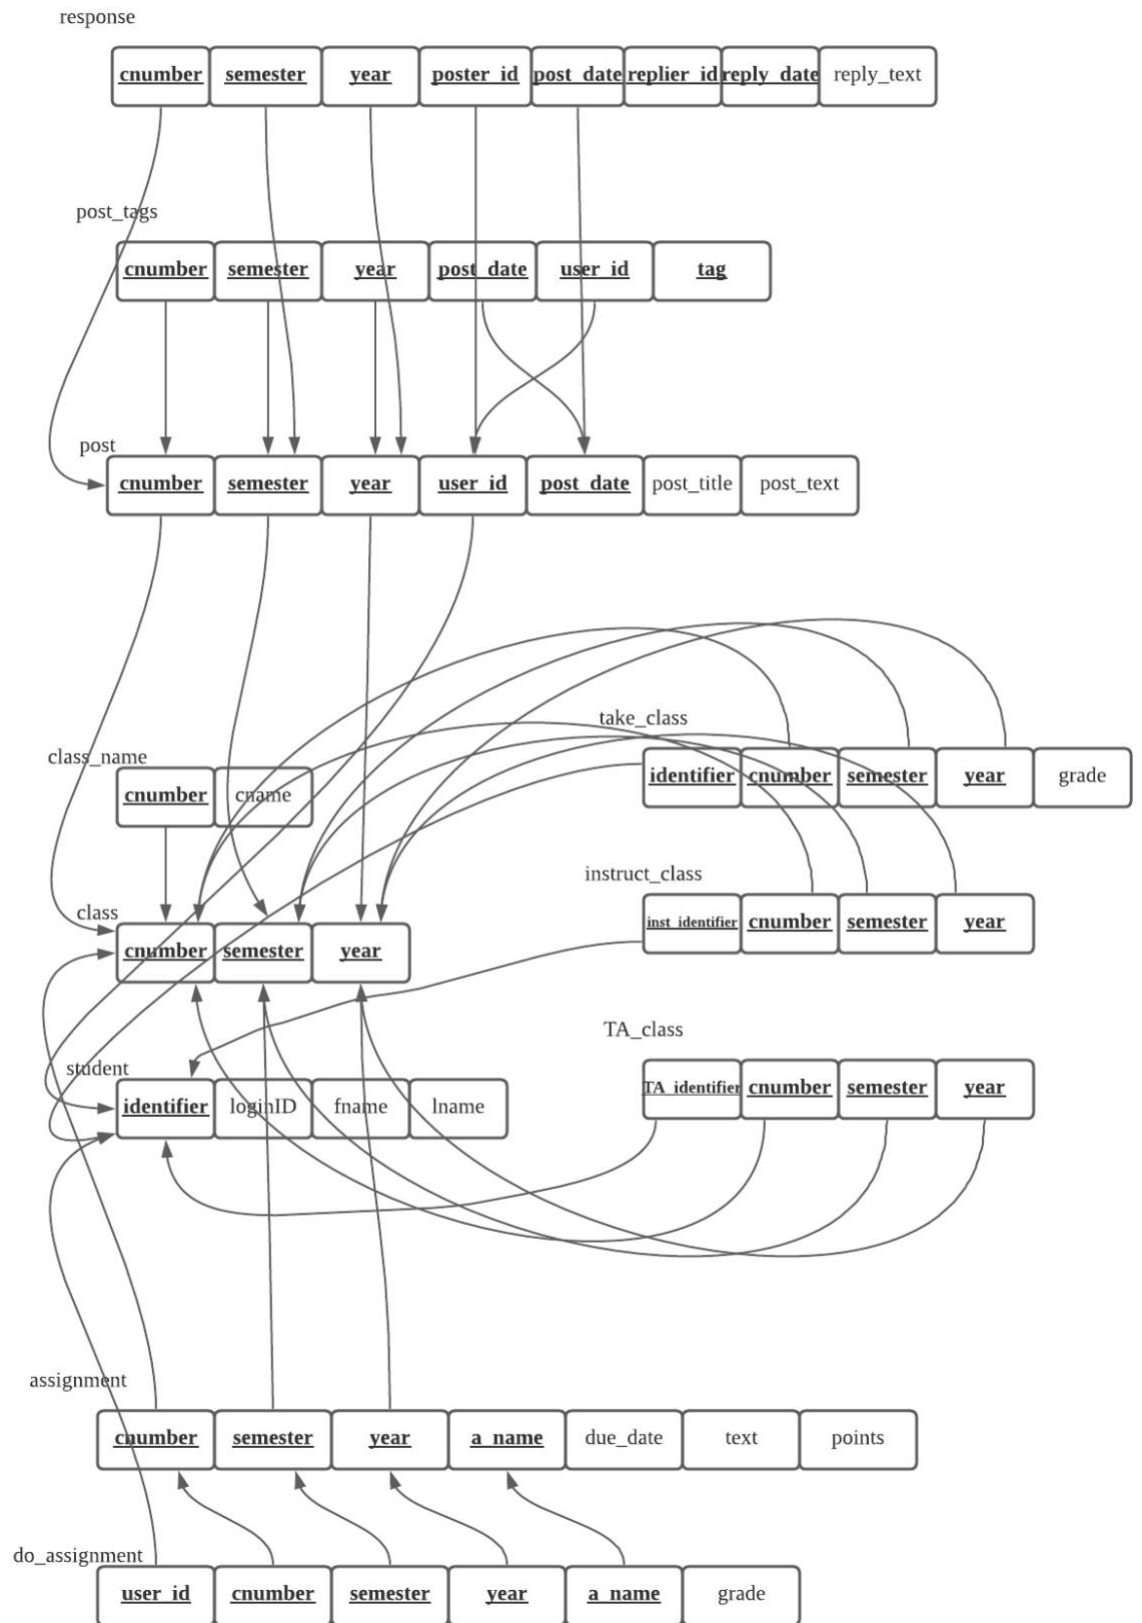 response
cnumber semester year poster_id post_date replier_id reply_date reply_text
post_tags
cnumber semester year post_date user_id tag
post
cnumber semester year user_id post_date post_title post_text
take_class
identifier cnumber semester year grade
class_name
cnumber cname
instruct_class
inst_identifier cnumber semester year
class
cnumber semester year
TA_class
TA_identifier cnumber semester year
student
identifier loginID fname lname
assignment
cnumber semester year a_name due_date text points
do_assignment
user_id cnumber semester year a_name grade